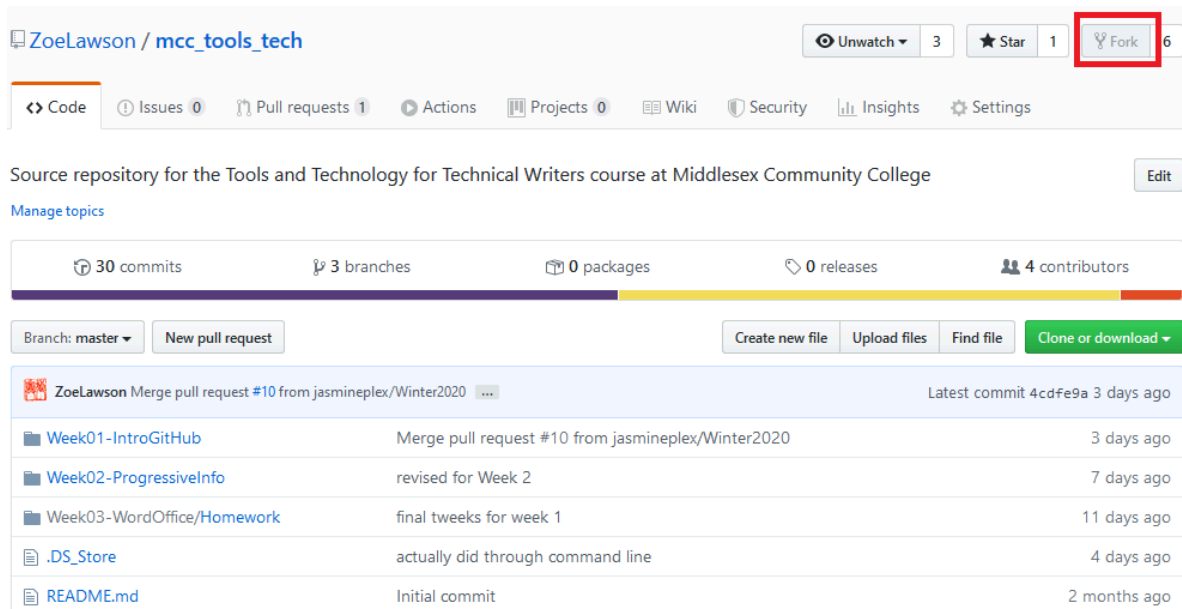 ZoeLawson / mcc_tools_tech Unwatch 3 Star 1 Fork 6
Code Issues 0 Pull requests 1 Actions Projects 0 Wiki Security Insights Settings
Source repository for the Tools and Technology for Technical Writers course at Middlesex Community College Edit
Manage topics
30 commits 3 branches 0 packages 0 releases 4 contributors
Branch: master New pull request Create new file Upload files Find file Clone or download
ZoeLawson Merge pull request #10 from jasmineplex/Winter2020 ... Latest commit 4cdfe9a 3 days ago
Week01-IntroGitHub Merge pull request #10 from jasmineplex/Winter2020 3 days ago
Week02-ProgressiveInfo revised for Week 2 7 days ago
Week03-WordOffice/Homework final tweeks for week 1 11 days ago
.DS_Store actually did through command line 4 days ago
README.md Initial commit 2 months ago